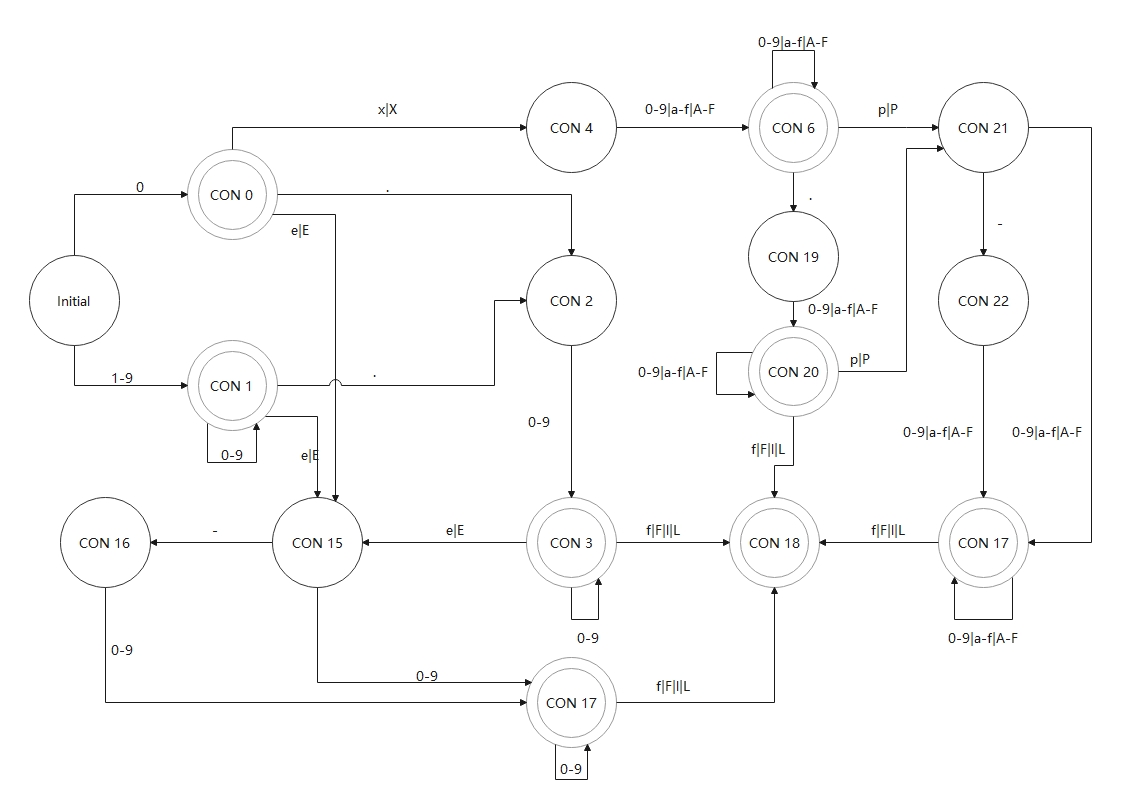 0-9|a-f|A-F
x|X
0-9|a-f|A-F
p|P
CON 4
CON 6
CON 21
0
CON 0
.
.
e|E
-
CON 19
Initial
CON 2
0-9|a-f|A-F
CON 22
1-9
CON 1
.
0-9|a-f|A-F
CON 20
p|P
0-9
0-9|a-f|A-F
0-9|a-f|A-F
0-9
e|E
f|F|l|L
CON 16
-
CON 15
e|E
CON 3
f|F|l|L
CON 18
f|F|l|L
CON 17
0-9
0-9|a-f|A-F
0-9
0-9
f|F|l|L
CON 17
0-9